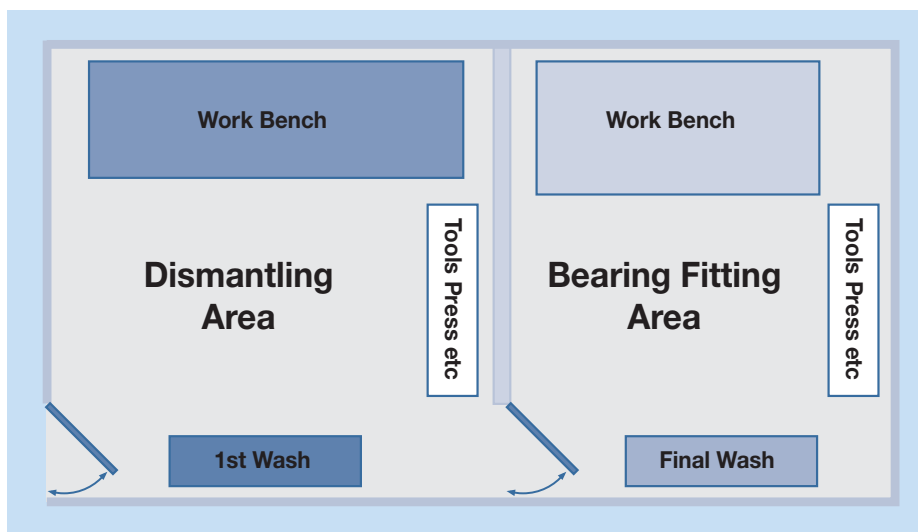 Work Bench
Tools Press etc
Dismantling
Area
1st Wash
Work Bench
Tools Press etc
Bearing Fitting
Area
Final Wash